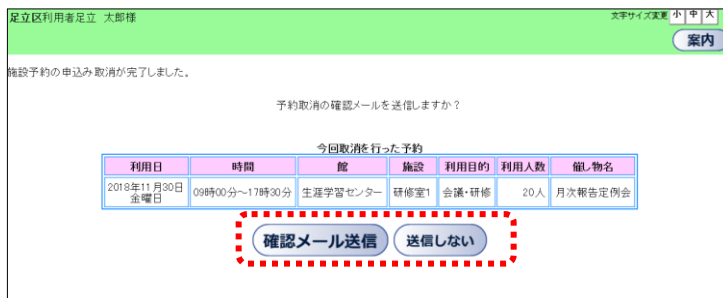 足立区利用者足立 太郎様
文字サイズ変更 小 中 大
案内
施設予約の申込み取消が完了しました。
予約取消の確認メールを送信しますか？
今回取消を行った予約
利用日 時間 館 施設 利用目的 利用人数 催し物名
2018年11月30日 金曜日 09時00分～17時30分 生涯学習センター 研修室1 会議・研修 20人 月次報告定例会
確認メール送信 送信しない